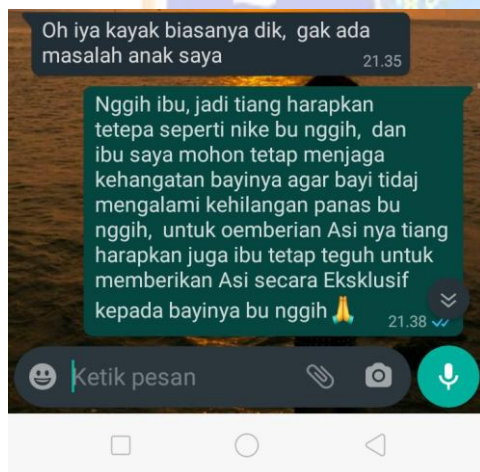 Oh iya kayak biasanya dik, gak ada
masalah anak saya
21.35
Nggih ibu, jadi tiang harapkan
tetepa seperti nike bu nggih, dan
ibu saya mohon tetap menjaga
kehangatan bayinya agar bayi tidaj
mengalami kehilangan panas bu
nggih, untuk oemberian Asi nya tiang
harapkan juga ibu tetap teguh untuk
memberikan Asi secara Eksklusif
kepada bayinya bu nggih 🙏
21.38
Ketik pesan